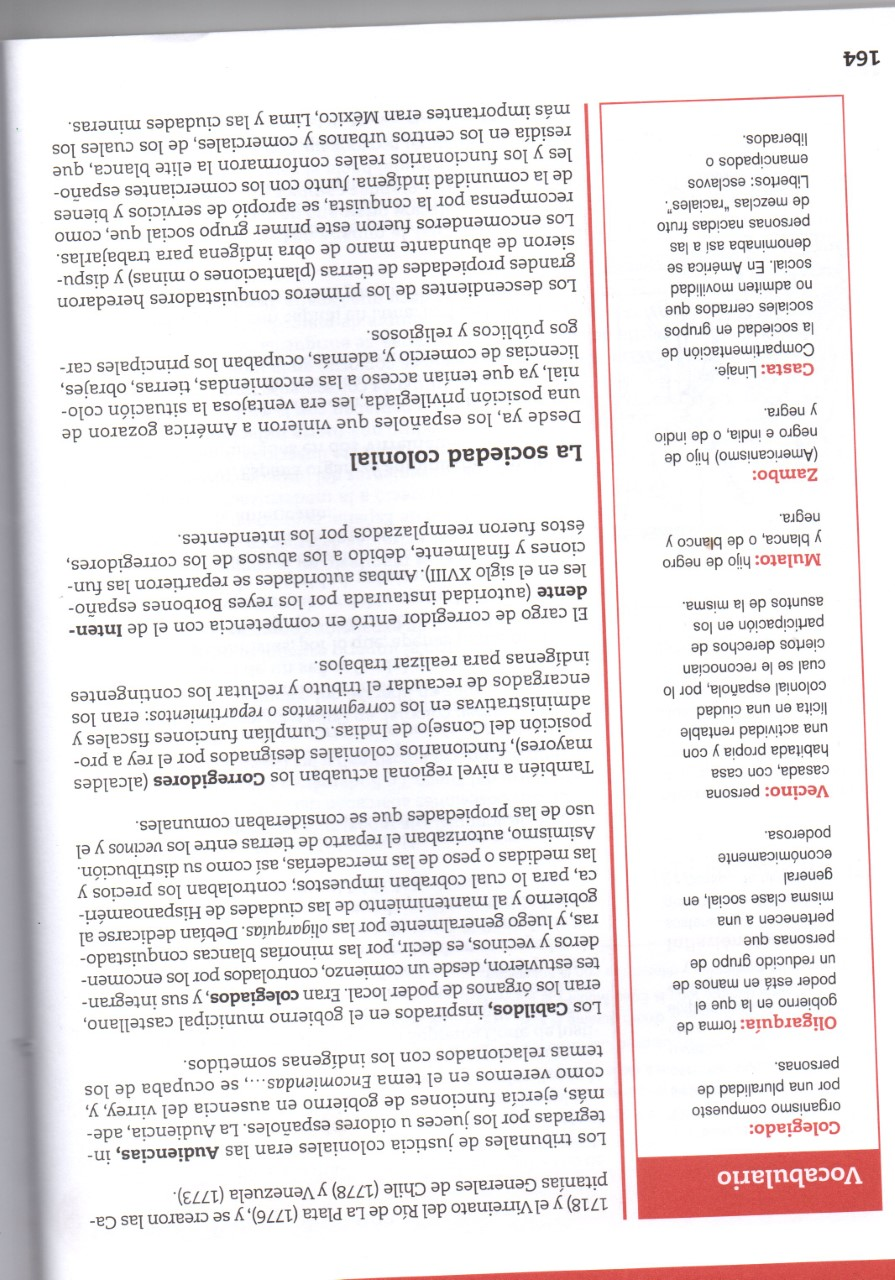 Vocabulario
Colegiado:
organismo compuesto
por una pluralidad de
personas.
Oligarquía: forma de
gobierno en la que el
poder está en manos de
un reducido grupo de
personas que
pertenecen a una
misma clase social, en
general
económicamente
poderosa.
Vecino: persona
casada, con casa
habitada propia y con
una actividad rentable
lícita en una ciudad
colonial española, por lo
cual se le reconocían
ciertos derechos de
participación en los
asuntos de la misma.
Mulato: hijo de negro
y blanca, o de blanco y
negra.
Zambo:
(Americanismo) hijo de
negro e india, o de indio
y negra.
Casta: Linaje.
Compartimentación de
la sociedad en grupos
sociales cerrados que
no admiten movilidad
social. En América se
denominaba así a las
personas nacidas fruto
de mezclas "raciales".
Libertos: esclavos
emancipados o
liberados.
1718) y el Virreinato del Río de La Plata (1776), y se crearon las Ca-
pitanías Generales de Chile (1778) y Venezuela (1773).
Los tribunales de justicia coloniales eran las Audiencias, in-
tegradas por los jueces u oidores españoles. La Audiencia, ade-
más, ejercía funciones de gobierno en ausencia del virrey, y,
como veremos en el tema Encomiendas..., se ocupaba de los
temas relacionados con los indígenas sometidos.
Los Cabildos, inspirados en el gobierno municipal castellano,
eran los órganos de poder local. Eran colegiados, y sus integran-
tes estuvieron, desde un comienzo, controlados por los encomen-
deros y vecinos, es decir, por las minorías blancas conquistado-
ras, y luego generalmente por las oligarquías. Debían dedicarse al
gobierno y al mantenimiento de las ciudades de Hispanoaméri-
ca, para lo cual cobraban impuestos; controlaban los precios y
las medidas o peso de las mercaderías, así como su distribución.
Asimismo, autorizaban el reparto de tierras entre los vecinos y el
uso de las propiedades que se consideraban comunales.
También a nivel regional actuaban los Corregidores (alcaldes
mayores), funcionarios coloniales designados por el rey a pro-
posición del Consejo de Indias. Cumplían funciones fiscales y
administrativas en los corregimientos o repartimientos: eran los
encargados de recaudar el tributo y reclutar los contingentes
indígenas para realizar trabajos.
El cargo de corregidor entró en competencia con el de Inten-
dente (autoridad instaurada por los reyes Borbones españo-
les en el siglo XVIII). Ambas autoridades se repartieron las fun-
ciones y finalmente, debido a los abusos de los corregidores,
éstos fueron reemplazados por los intendentes.
La sociedad colonial
Desde ya, los españoles que vinieron a América gozaron de
una posición privilegiada, les era ventajosa la situación colo-
nial, ya que tenían acceso a las encomiendas, tierras, obrajes,
licencias de comercio y, además, ocupaban los principales car-
gos públicos y religiosos.
Los descendientes de los primeros conquistadores heredaron
grandes propiedades de tierras (plantaciones o minas) y dispu-
sieron de abundante mano de obra indígena para trabajarlas.
Los encomenderos fueron este primer grupo social que, como
recompensa por la conquista, se apropió de servicios y bienes
de la comunidad indígena. Junto con los comerciantes españo-
les y los funcionarios reales conformaron la elite blanca, que
residía en los centros urbanos y comerciales, de los cuales los
más importantes eran México, Lima y las ciudades mineras.
164